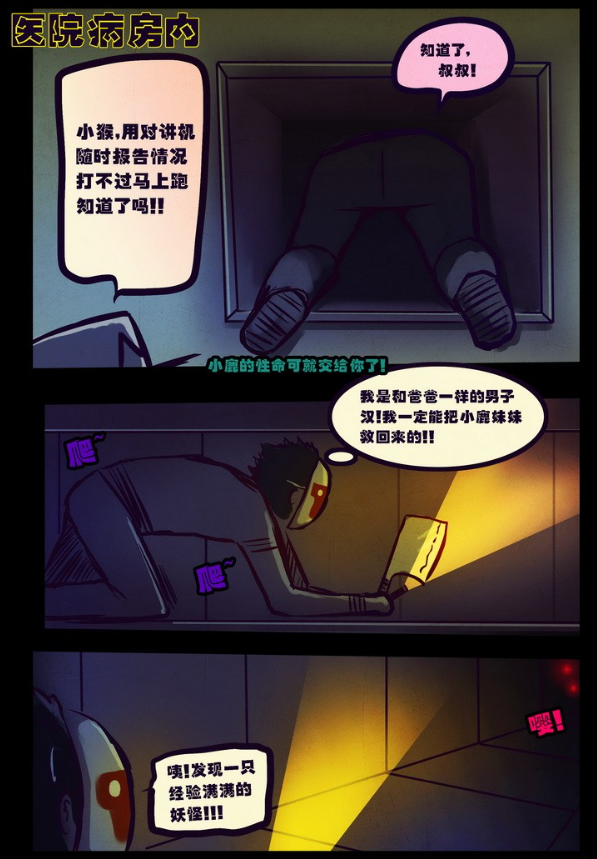 医院病房内
知道了,
叔叔!
小猴,用对讲机
随时报告情况
打不过马上跑
知道了吗!!
小鹿的性命可就交给你了!
我是和爸爸一样的男子
汉!我一定能把小鹿妹妹
救回来的!!
爬~
爬~
嘤!
咦!发现一只
经验满满的
妖怪!!!